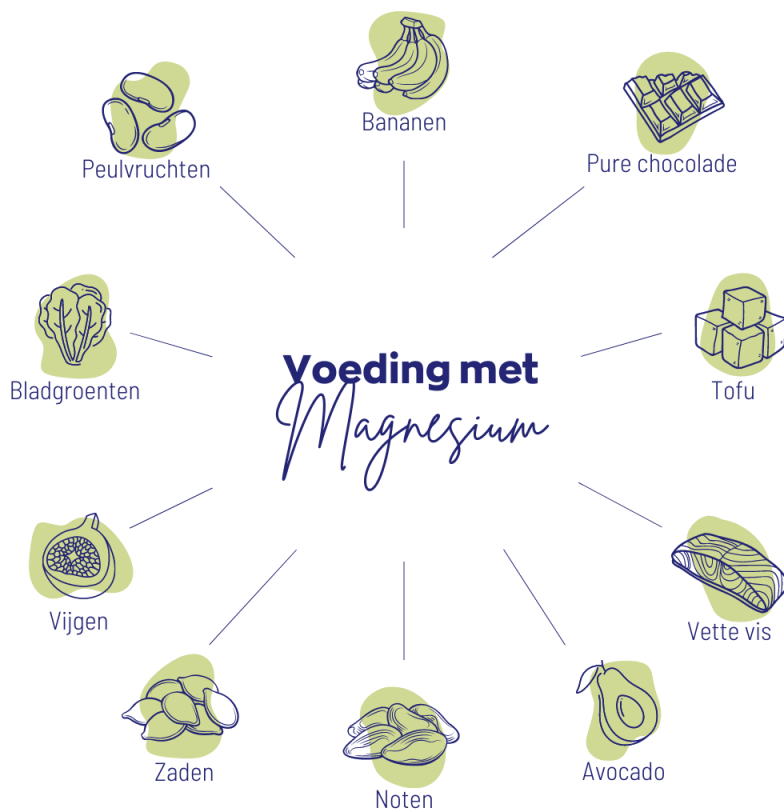 Bananen
Peulvruchten
Pure chocolade
Bladgroenten
Voeding met
Magnesium
Tofu
Vijgen
Vette vis
Zaden
Noten
Avocado